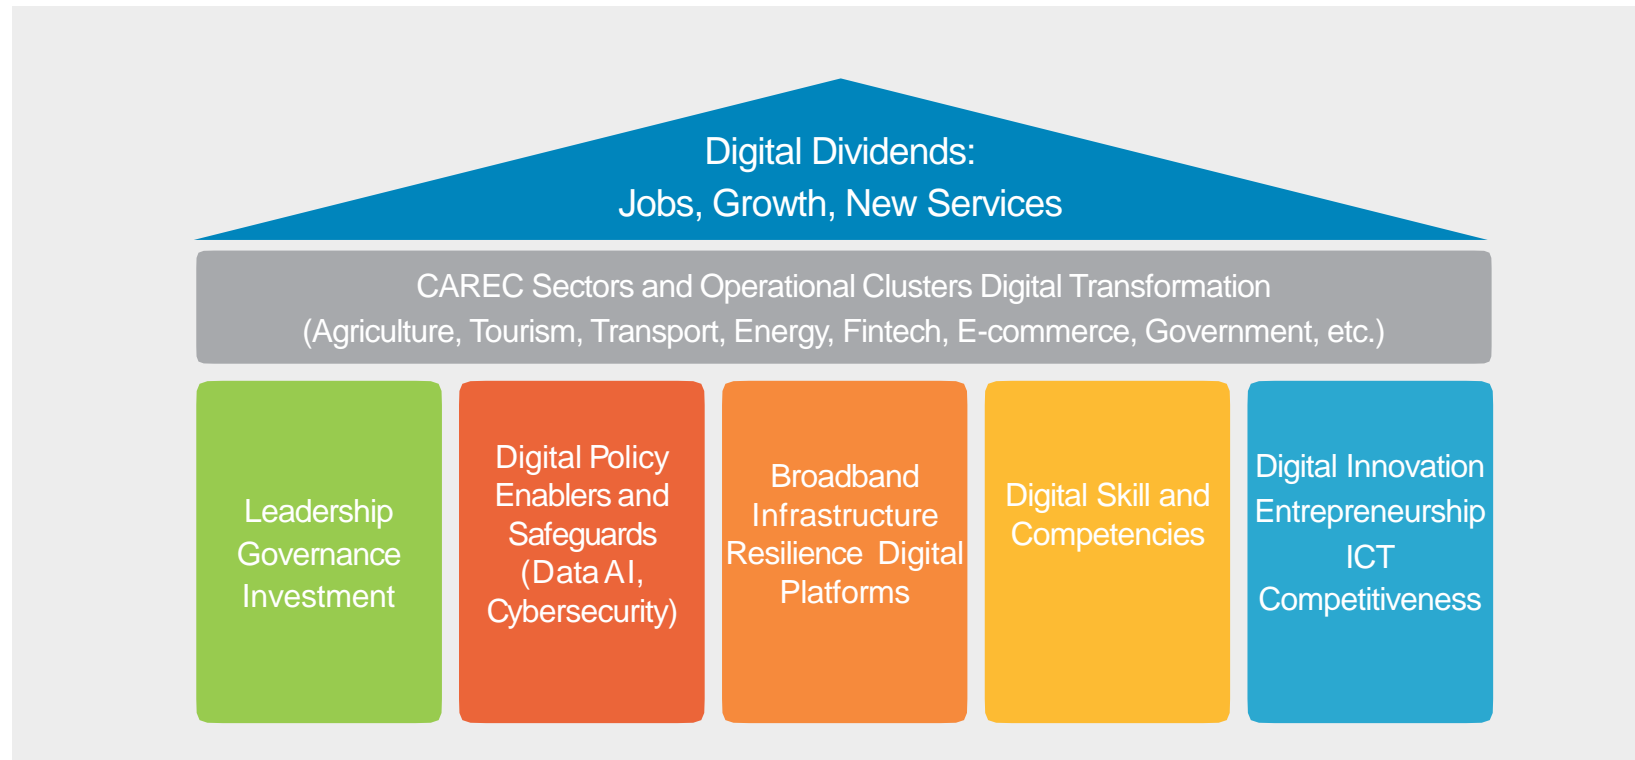 Digital Dividends:
Jobs, Growth, New Services
CAREC Sectors and Operational Clusters Digital Transformation
(Agriculture, Tourism, Transport, Energy, Fintech, E-commerce, Government, etc.)
Leadership
Governance
Investment
Digital Policy
Enablers and
Safeguards
(Data AI,
Cybersecurity)
Broadband
Infrastructure
Resilience Digital
Platforms
Digital Skill and
Competencies
Digital Innovation
Entrepreneurship
ICT
Competitiveness